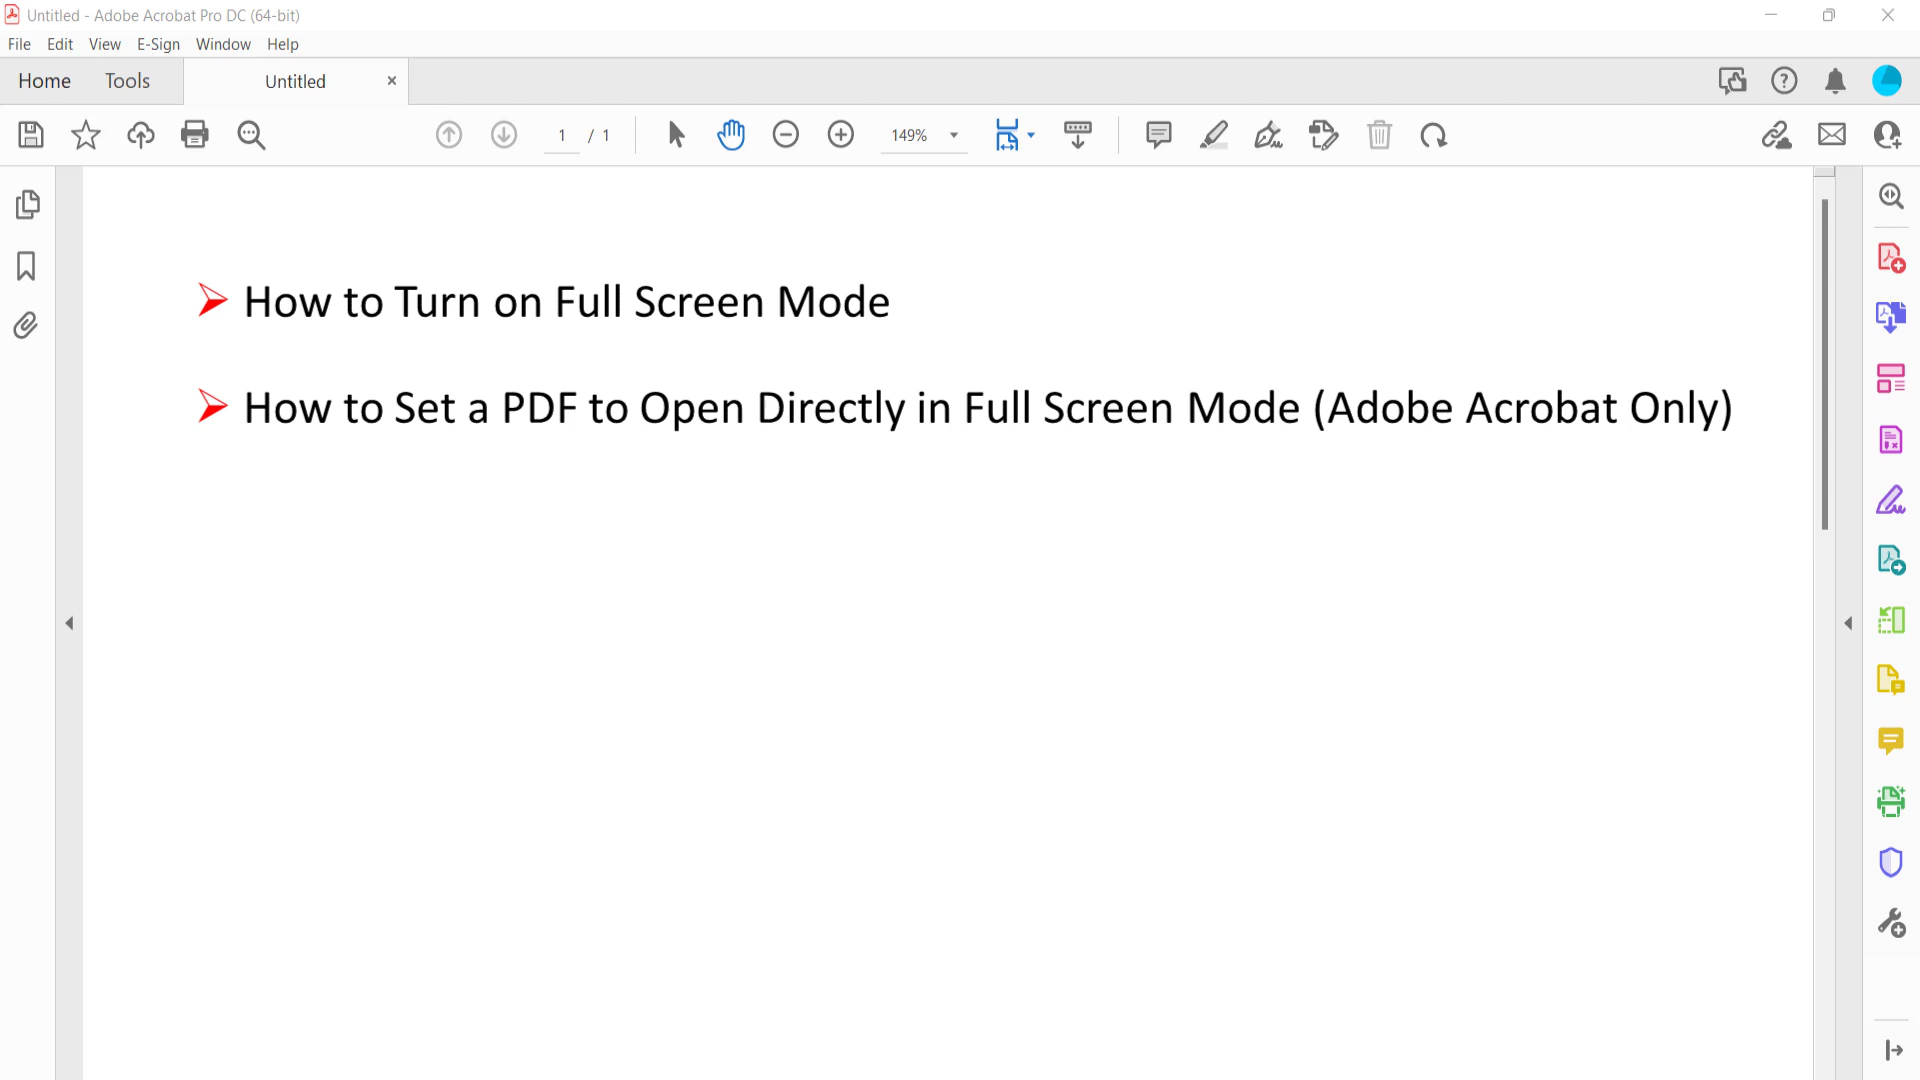 Untitled - Adobe Acrobat Pro DC (64-bit)
File Edit View E-Sign Window Help
Home Tools Untitled
1 / 1 149%
How to Turn on Full Screen Mode
How to Set a PDF to Open Directly in Full Screen Mode (Adobe Acrobat Only)